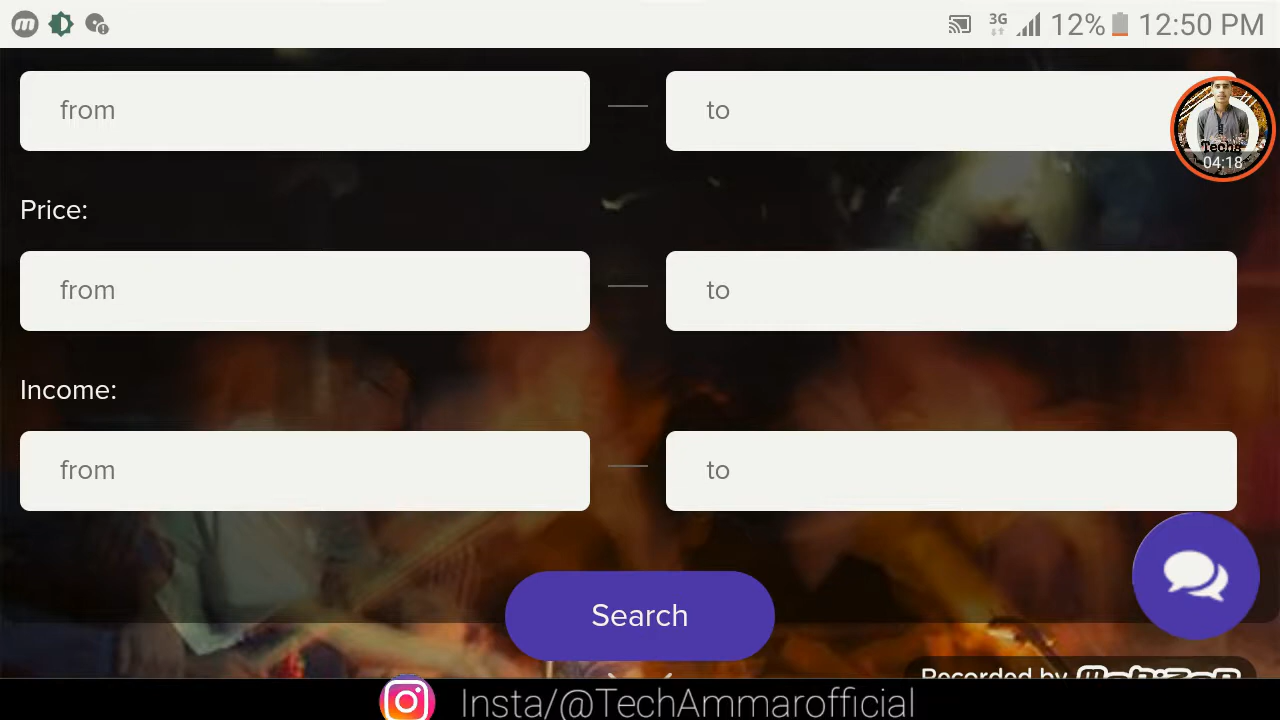 3G 12% 12:50 PM
from to
04:18
Price:
from to
Income:
from to
Search
Recorded by
Insta/@TechAmmarofficial